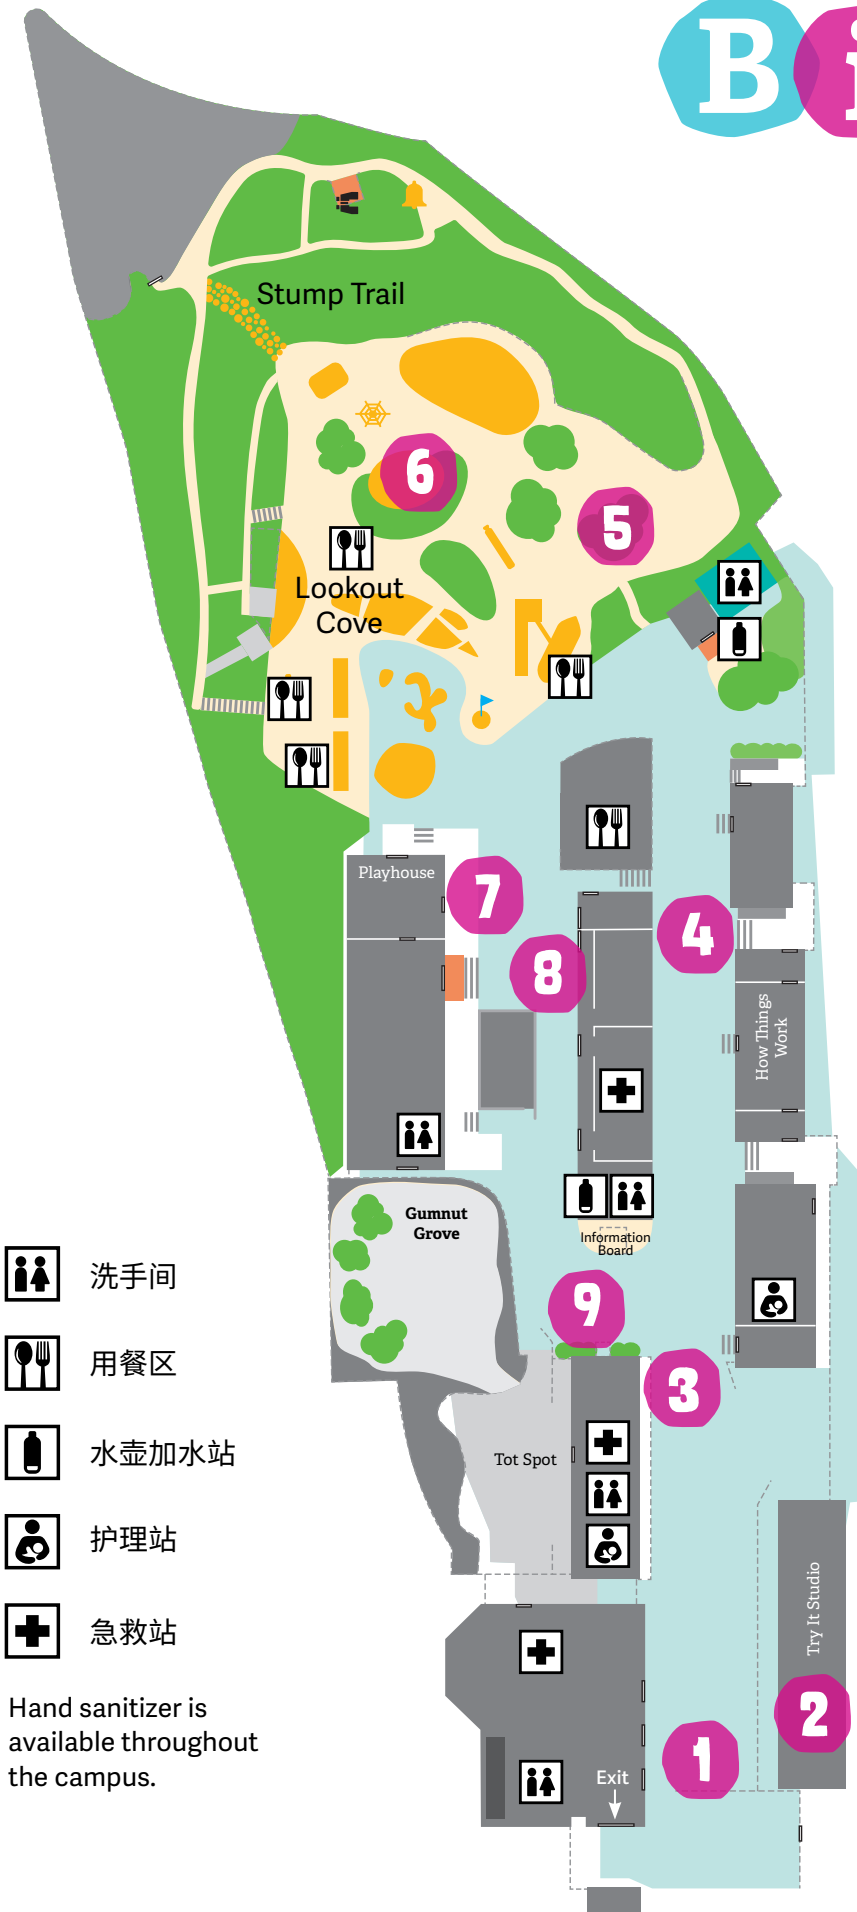 B i
Stump Trail
6
5
Lookout
Cove
Playhouse
7
4
8
How Things
Work
Gumnut
Grove
Information
Board
洗手间
9
用餐区
3
水壶加水站
Tot Spot
护理站
Try It Studio
急救站
Hand sanitizer is
available throughout
the campus.
2
1
Exit